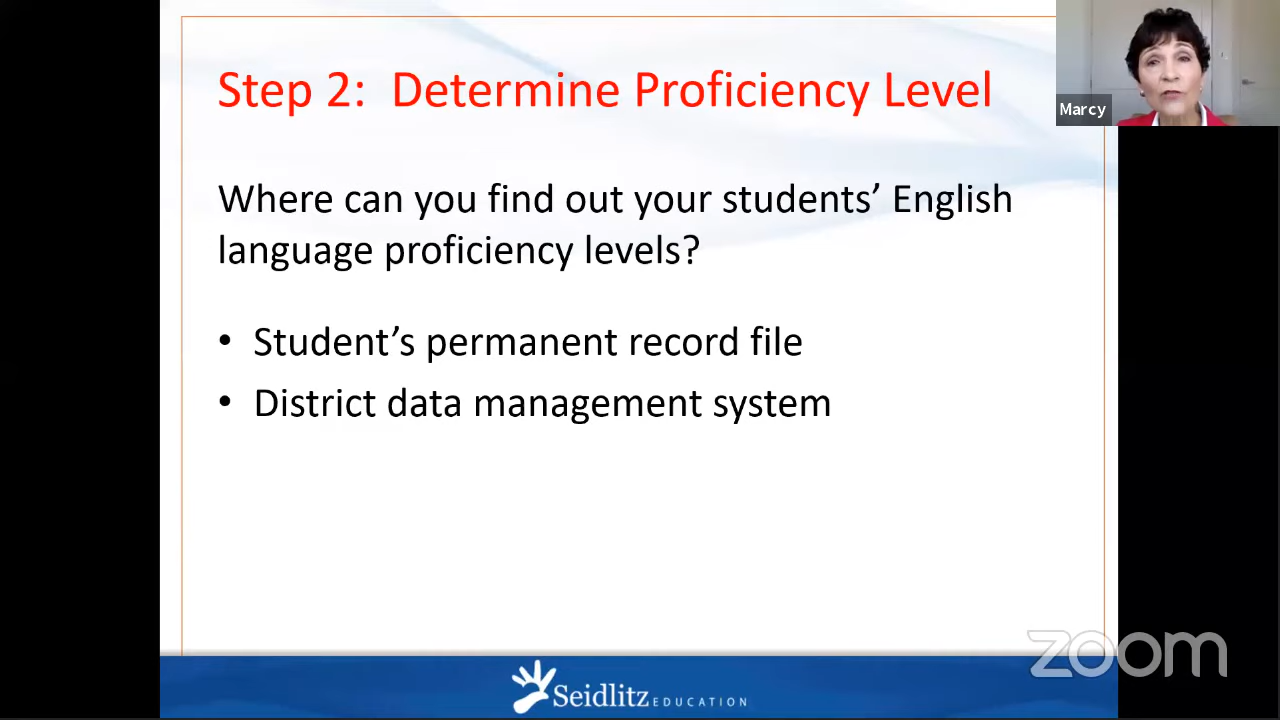 Step 2:  Determine Proficiency Level
Marcy
Where can you find out your students’ English
language proficiency levels?
• Student’s permanent record file
• District data management system
zoom
Seidlitz EDUCATION